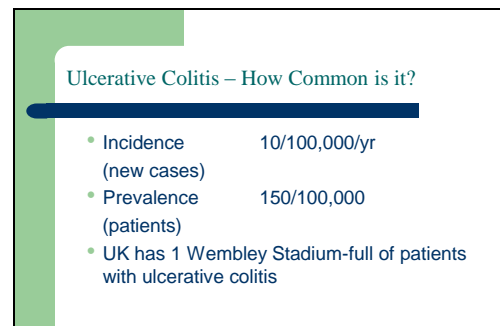 Ulcerative Colitis – How Common is it?
• Incidence 10/100,000/yr
(new cases)
• Prevalence 150/100,000
(patients)
• UK has 1 Wembley Stadium-full of patients
with ulcerative colitis